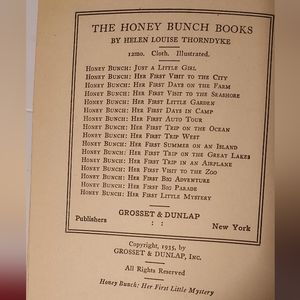 THE HONEY BUNCH BOOKS
BY HELEN LOUISE THORNDYKE
12mo. Cloth. Illustrated.
HONEY BUNCH: JUST A LITTLE GIRL
HONEY BUNCH: HER FIRST VISIT TO THE CITY
HONEY BUNCH: HER FIRST DAYS ON THE FARM
HONEY BUNCH: HER FIRST VISIT TO THE SEASHORE
HONEY BUNCH: HER FIRST LITTLE GARDEN
HONEY BUNCH: HER FIRST DAYS IN CAMP
HONEY BUNCH: HER FIRST AUTO TOUR
HONEY BUNCH: HER FIRST TRIP ON THE OCEAN
HONEY BUNCH: HER FIRST TRIP WEST
HONEY BUNCH: HER FIRST SUMMER ON AN ISLAND
HONEY BUNCH: HER FIRST TRIP ON THE GREAT LAKES
HONEY BUNCH: HER FIRST TRIP IN AN AIRPLANE
HONEY BUNCH: HER FIRST VISIT TO THE ZOO
HONEY BUNCH: HER FIRST BIG ADVENTURE
HONEY BUNCH: HER FIRST BIG PARADE
HONEY BUNCH: HER FIRST LITTLE MYSTERY
GROSSET & DUNLAP
Publishers : : New York
Copyright, 1935, by
GROSSET & DUNLAP, INC.
All Rights Reserved
Honey Bunch: Her First Little Mystery